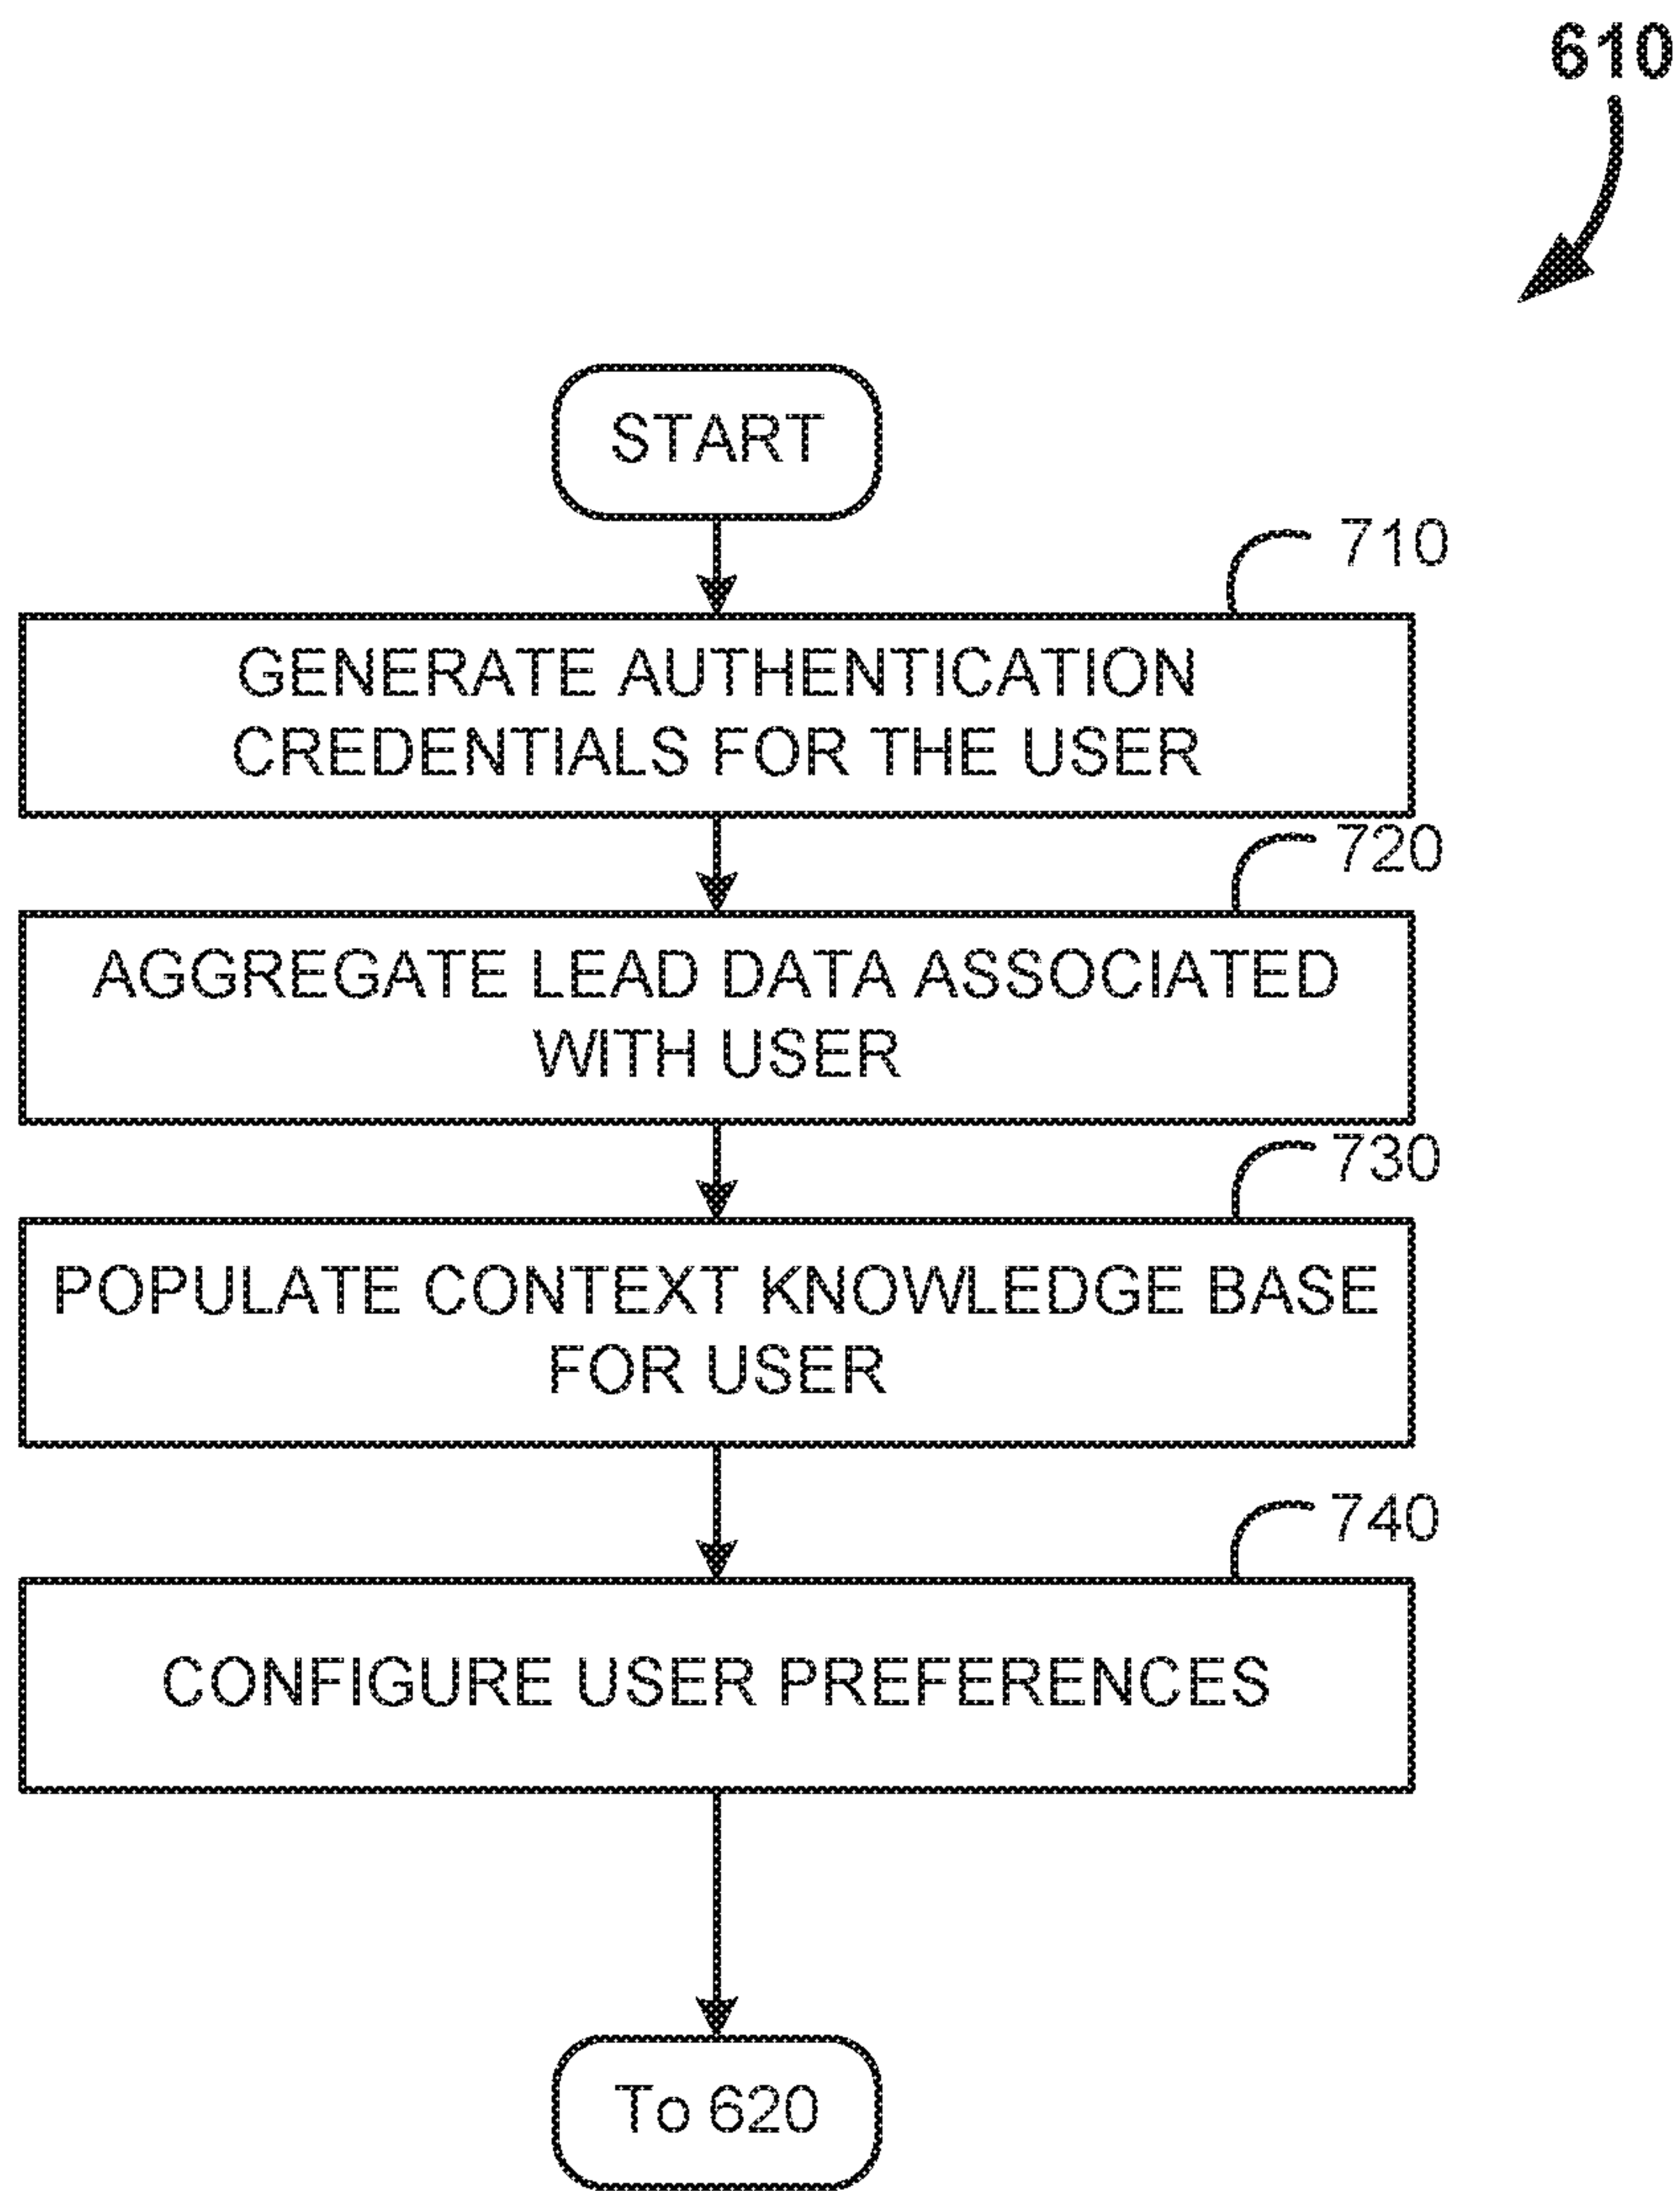 610
START
710
GENERATE AUTHENTICATION
CREDENTIALS FOR THE USER
720
AGGREGATE LEAD DATA ASSOCIATED
WITH USER
730
POPULATE CONTEXT KNOWLEDGE BASE
FOR USER
740
CONFIGURE USER PREFERENCES
To 620